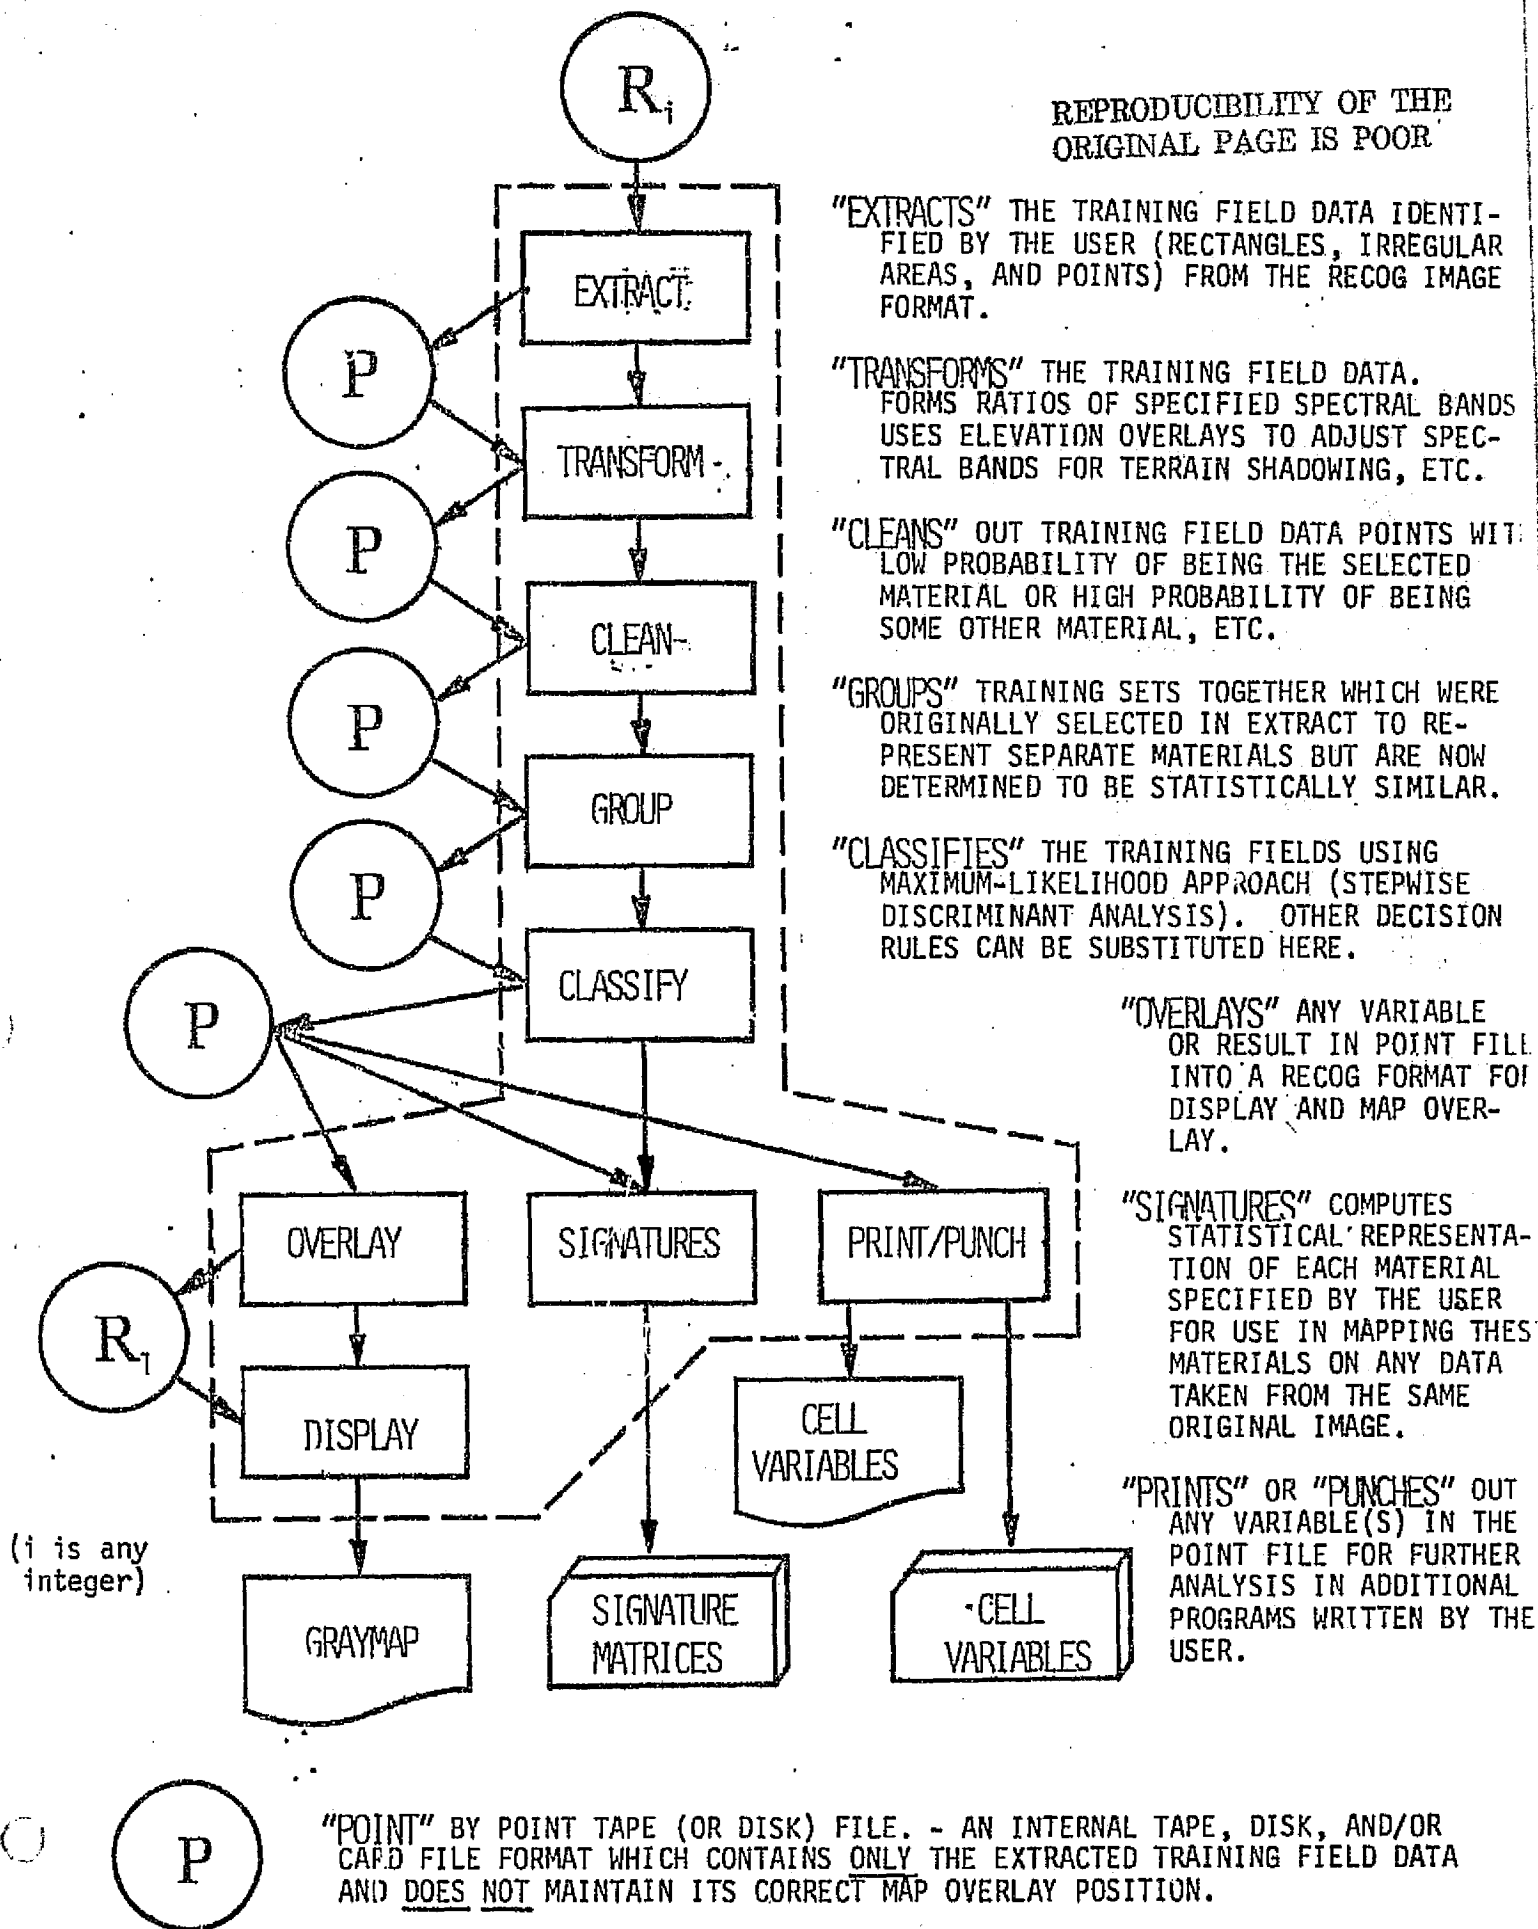 R i
REPRODUCIBILITY OF THE
ORIGINAL PAGE IS POOR
"EXTRACTS" THE TRAINING FIELD DATA IDENTI-
FIED BY THE USER (RECTANGLES, IRREGULAR
AREAS, AND POINTS) FROM THE RECOG IMAGE
FORMAT.
EXTRACT
P
"TRANSFORMS" THE TRAINING FIELD DATA.
FORMS RATIOS OF SPECIFIED SPECTRAL BANDS
USES ELEVATION OVERLAYS TO ADJUST SPEC-
TRAL BANDS FOR TERRAIN SHADOWING, ETC.
TRANSFORM
P
"CLEANS" OUT TRAINING FIELD DATA POINTS WIT
LOW PROBABILITY OF BEING THE SELECTED
MATERIAL OR HIGH PROBABILITY OF BEING
SOME OTHER MATERIAL, ETC.
CLEAN
P
"GROUPS" TRAINING SETS TOGETHER WHICH WERE
ORIGINALLY SELECTED IN EXTRACT TO RE-
PRESENT SEPARATE MATERIALS BUT ARE NOW
DETERMINED TO BE STATISTICALLY SIMILAR.
GROUP
P
"CLASSIFIES" THE TRAINING FIELDS USING
MAXIMUM-LIKELIHOOD APPROACH (STEPWISE
DISCRIMINANT ANALYSIS). OTHER DECISION
RULES CAN BE SUBSTITUTED HERE.
CLASSIFY
P
"OVERLAYS" ANY VARIABLE
OR RESULT IN POINT FILE
INTO A RECOG FORMAT FOR
DISPLAY AND MAP OVER-
LAY.
OVERLAY
SIGNATURES
PRINT/PUNCH
"SIGNATURES" COMPUTES
STATISTICAL REPRESENTA-
TION OF EACH MATERIAL
SPECIFIED BY THE USER
FOR USE IN MAPPING THES
MATERIALS ON ANY DATA
TAKEN FROM THE SAME
ORIGINAL IMAGE.
R 1
DISPLAY
CELL
VARIABLES
"PRINTS" OR "PUNCHES" OUT
ANY VARIABLE(S) IN THE
POINT FILE FOR FURTHER
ANALYSIS IN ADDITIONAL
PROGRAMS WRITTEN BY THE
USER.
(i is any
integer)
GRAYMAP
SIGNATURE
MATRICES
CELL
VARIABLES
P
"POINT" BY POINT TAPE (OR DISK) FILE. - AN INTERNAL TAPE, DISK, AND/OR
CARD FILE FORMAT WHICH CONTAINS ONLY THE EXTRACTED TRAINING FIELD DATA
AND DOES NOT MAINTAIN ITS CORRECT MAP OVERLAY POSITION.